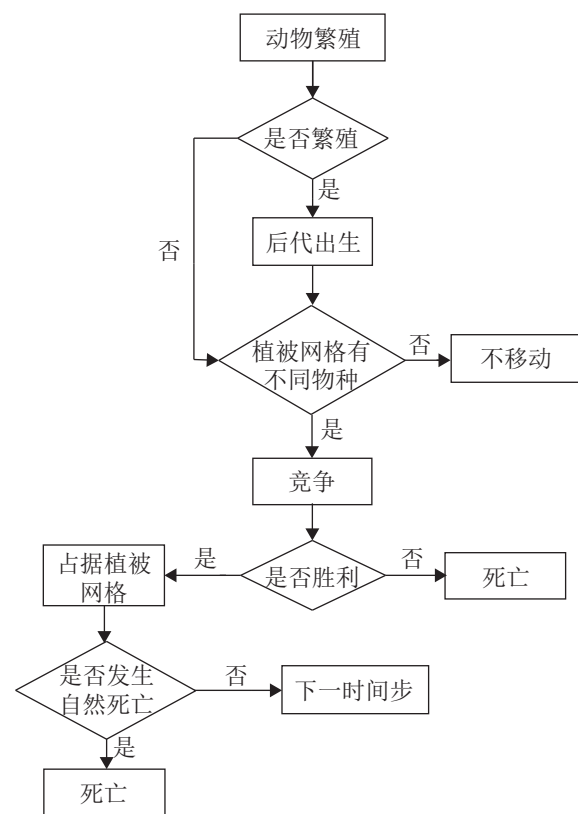 动物繁殖
是否繁殖
是
否
后代出生
植被网格有
不同物种
否
不移动
是
竞争
是否胜利
是
否
占据植被
网格
死亡
是否发生
自然死亡
否
下一时间步
是
死亡